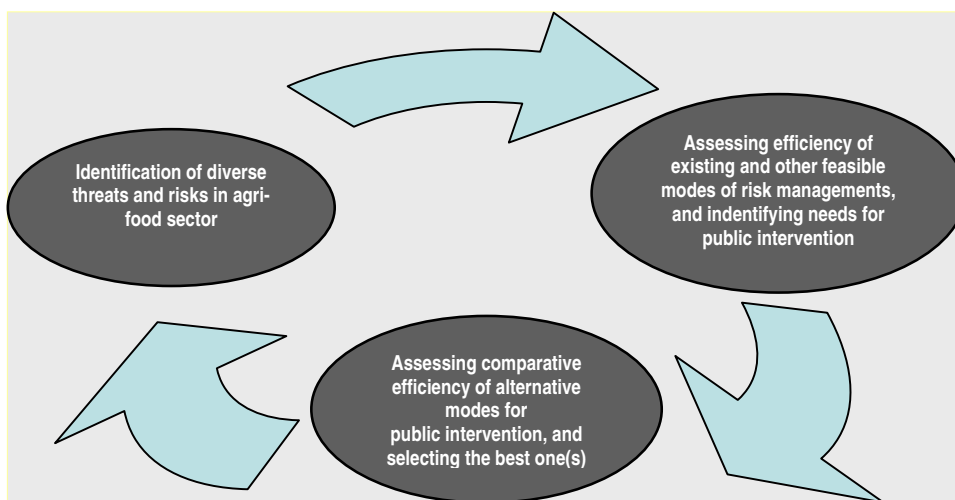 Identification of diverse
threats and risks in agri-
food sector
Assessing efficiency of
existing and other feasible
modes of risk managements,
and indentifying needs for
public intervention
Assessing comparative
efficiency of alternative
modes for
public intervention, and
selecting the best one(s)